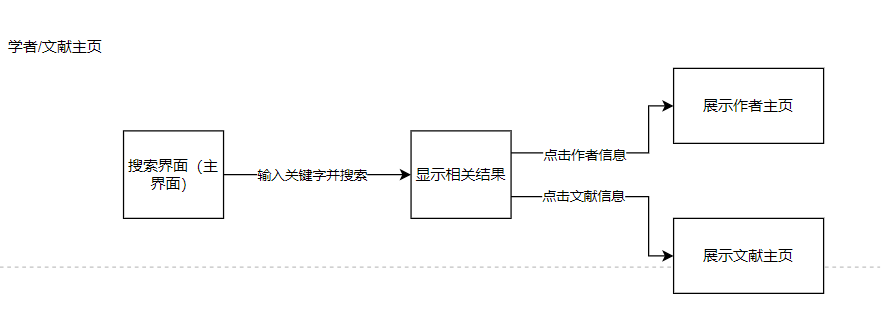 学者/文献主页
展示作者主页
点击作者信息
搜索界面（主
界面）
输入关键字并搜索
显示相关结果
点击文献信息
展示文献主页